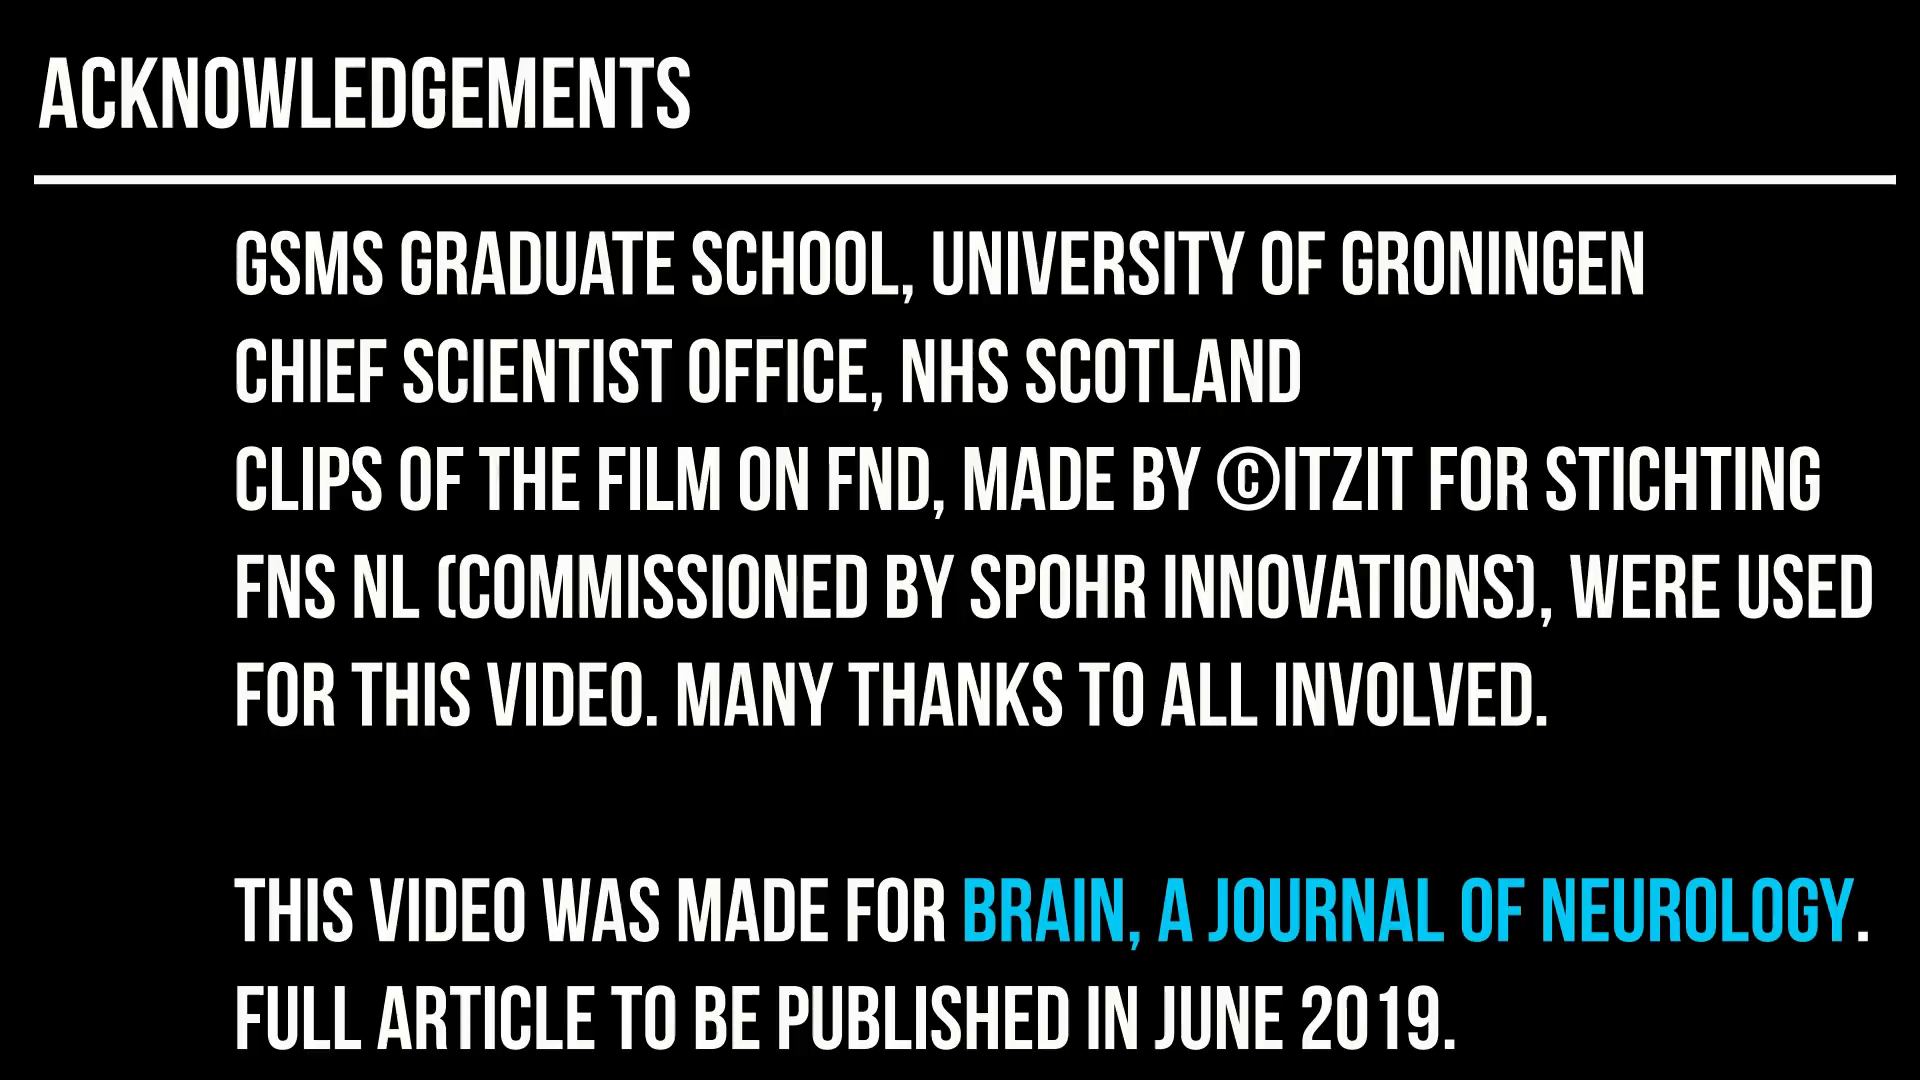 ACKNOWLEDGEMENTS
GSMS GRADUATE SCHOOL, UNIVERSITY OF GRONINGEN
CHIEF SCIENTIST OFFICE, NHS SCOTLAND
CLIPS OF THE FILM ON FND, MADE BY ©ITZIT FOR STICHTING
FNS NL (COMMISSIONED BY SPOHR INNOVATIONS), WERE USED
FOR THIS VIDEO. MANY THANKS TO ALL INVOLVED.
THIS VIDEO WAS MADE FOR BRAIN, A JOURNAL OF NEUROLOGY.
FULL ARTICLE TO BE PUBLISHED IN JUNE 2019.